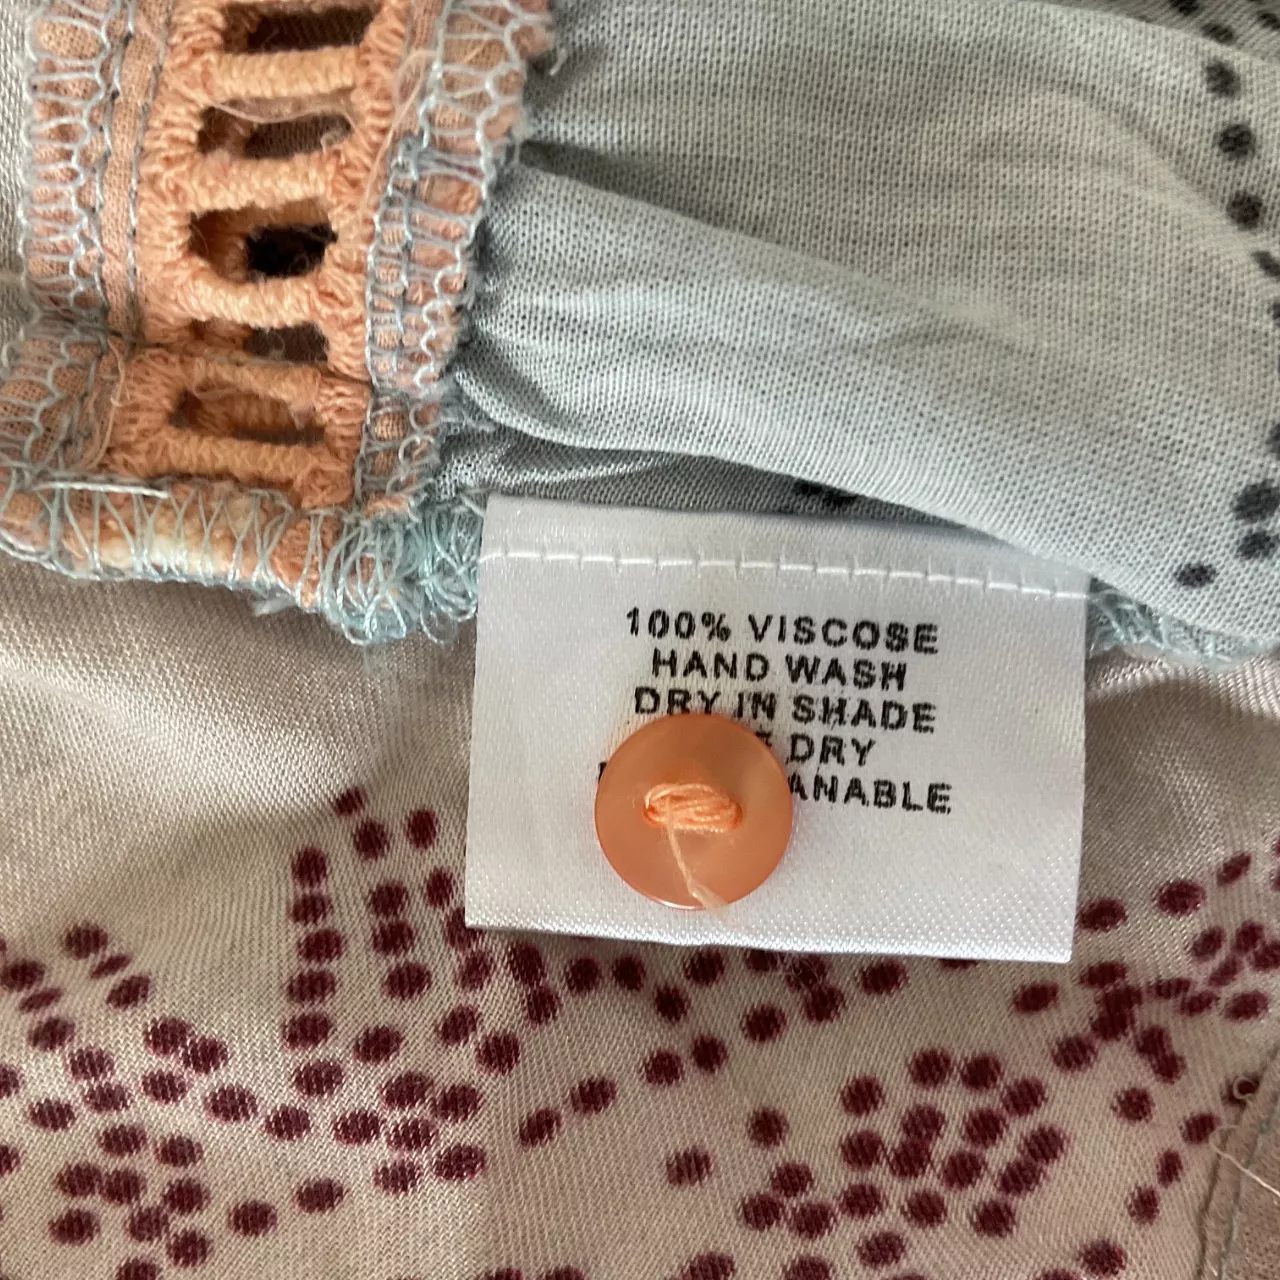 100% VISCOSE
HAND WASH
DRY IN SHADE
DRY